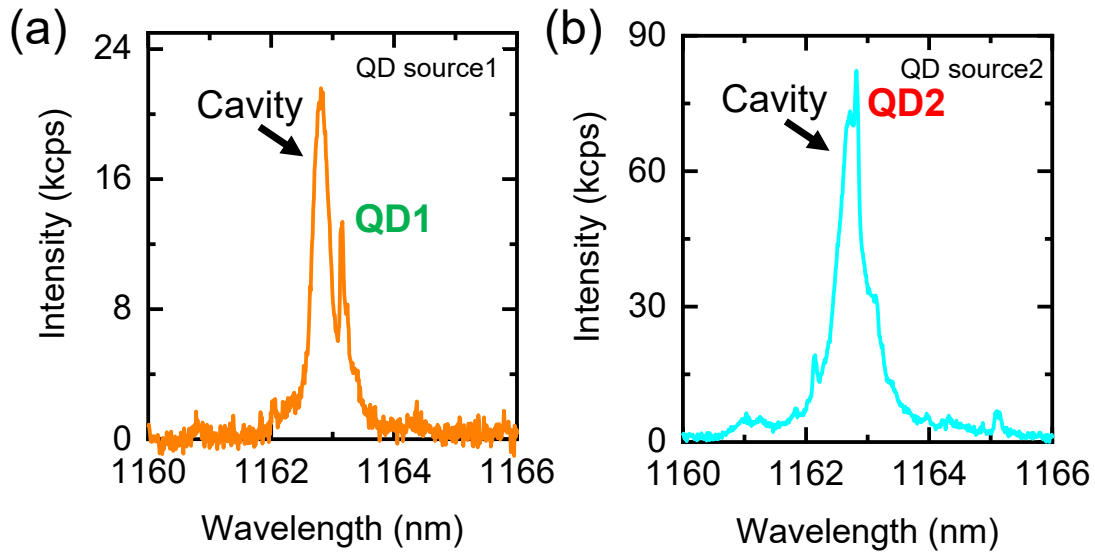 (a)
24
16
8
0
Intensity (kcps)
QD source1
Cavity
QD1
1160
1162
1164
1166
Wavelength (nm)
(b)
90
60
30
0
Intensity (kcps)
QD source2
Cavity
QD2
1160
1162
1164
1166
Wavelength (nm)